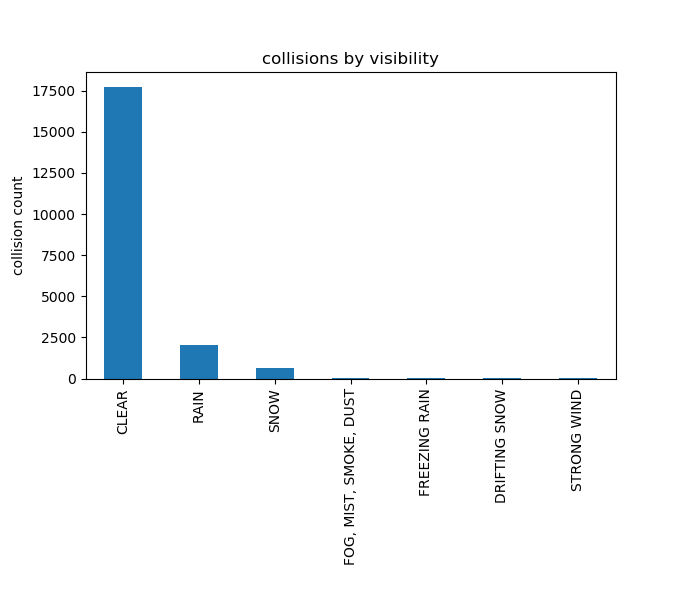 collisions by visibility
collision count
17500
15000
12500
10000
7500
5000
2500
0
CLEAR
RAIN
SNOW
FOG, MIST, SMOKE, DUST
FREEZING RAIN
DRIFTING SNOW
STRONG WIND